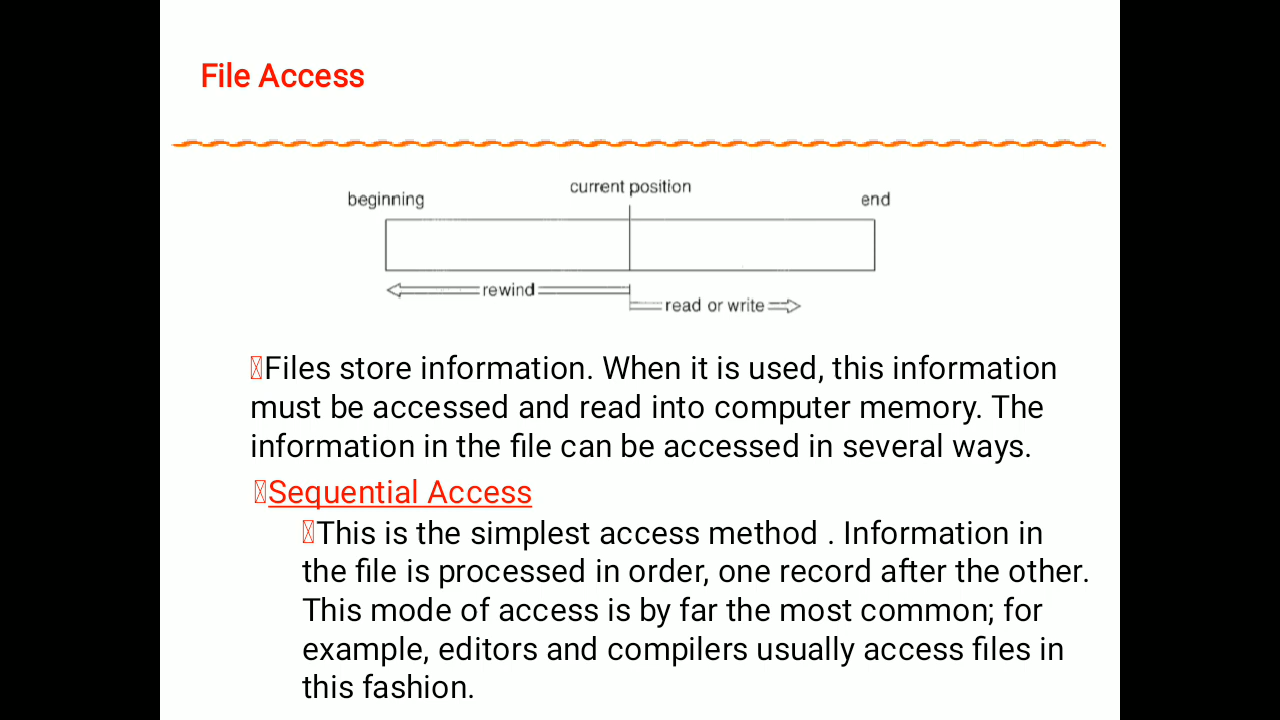 File Access
current position
beginning
end
rewind
read or write
Files store information. When it is used, this information
must be accessed and read into computer memory. The
information in the file can be accessed in several ways.
Sequential Access
This is the simplest access method . Information in
the file is processed in order, one record after the other.
This mode of access is by far the most common; for
example, editors and compilers usually access files in
this fashion.